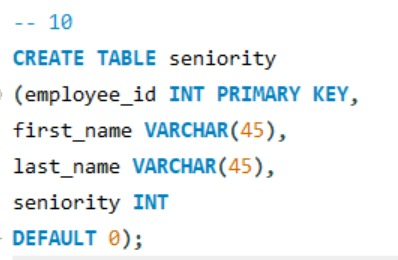 -- 10
CREATE TABLE seniority
(employee_id INT PRIMARY KEY,
first_name VARCHAR(45),
last_name VARCHAR(45),
seniority INT
DEFAULT 0);